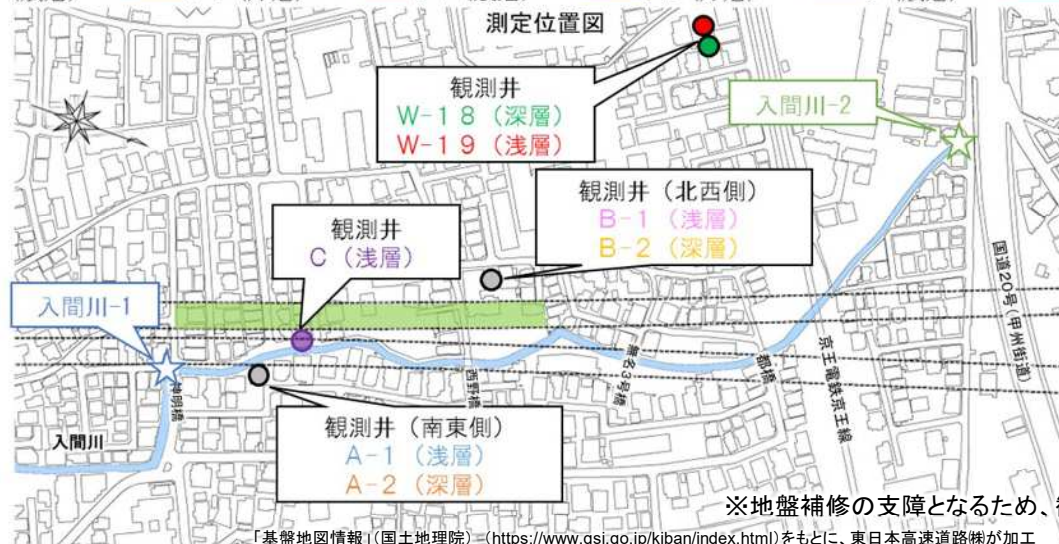 測定位置図
観測井
W-18（深層）
W-19（浅層）
入間川-2
観測井（北西側）
B-1（浅層）
B-2（深層）
観測井
C（浅層）
入間川-1
国道20号(甲州街道)
京王電鉄京王線
都橋
無名3号橋
西野橋
神明橋
入間川
観測井（南東側）
A-1（浅層）
A-2（深層）
※地盤補修の支障となるため、
「基盤地図情報」（国土地理院） (https://www.gsi.go.jp/kiban/index.html)をもとに、東日本高速道路㈱が加工